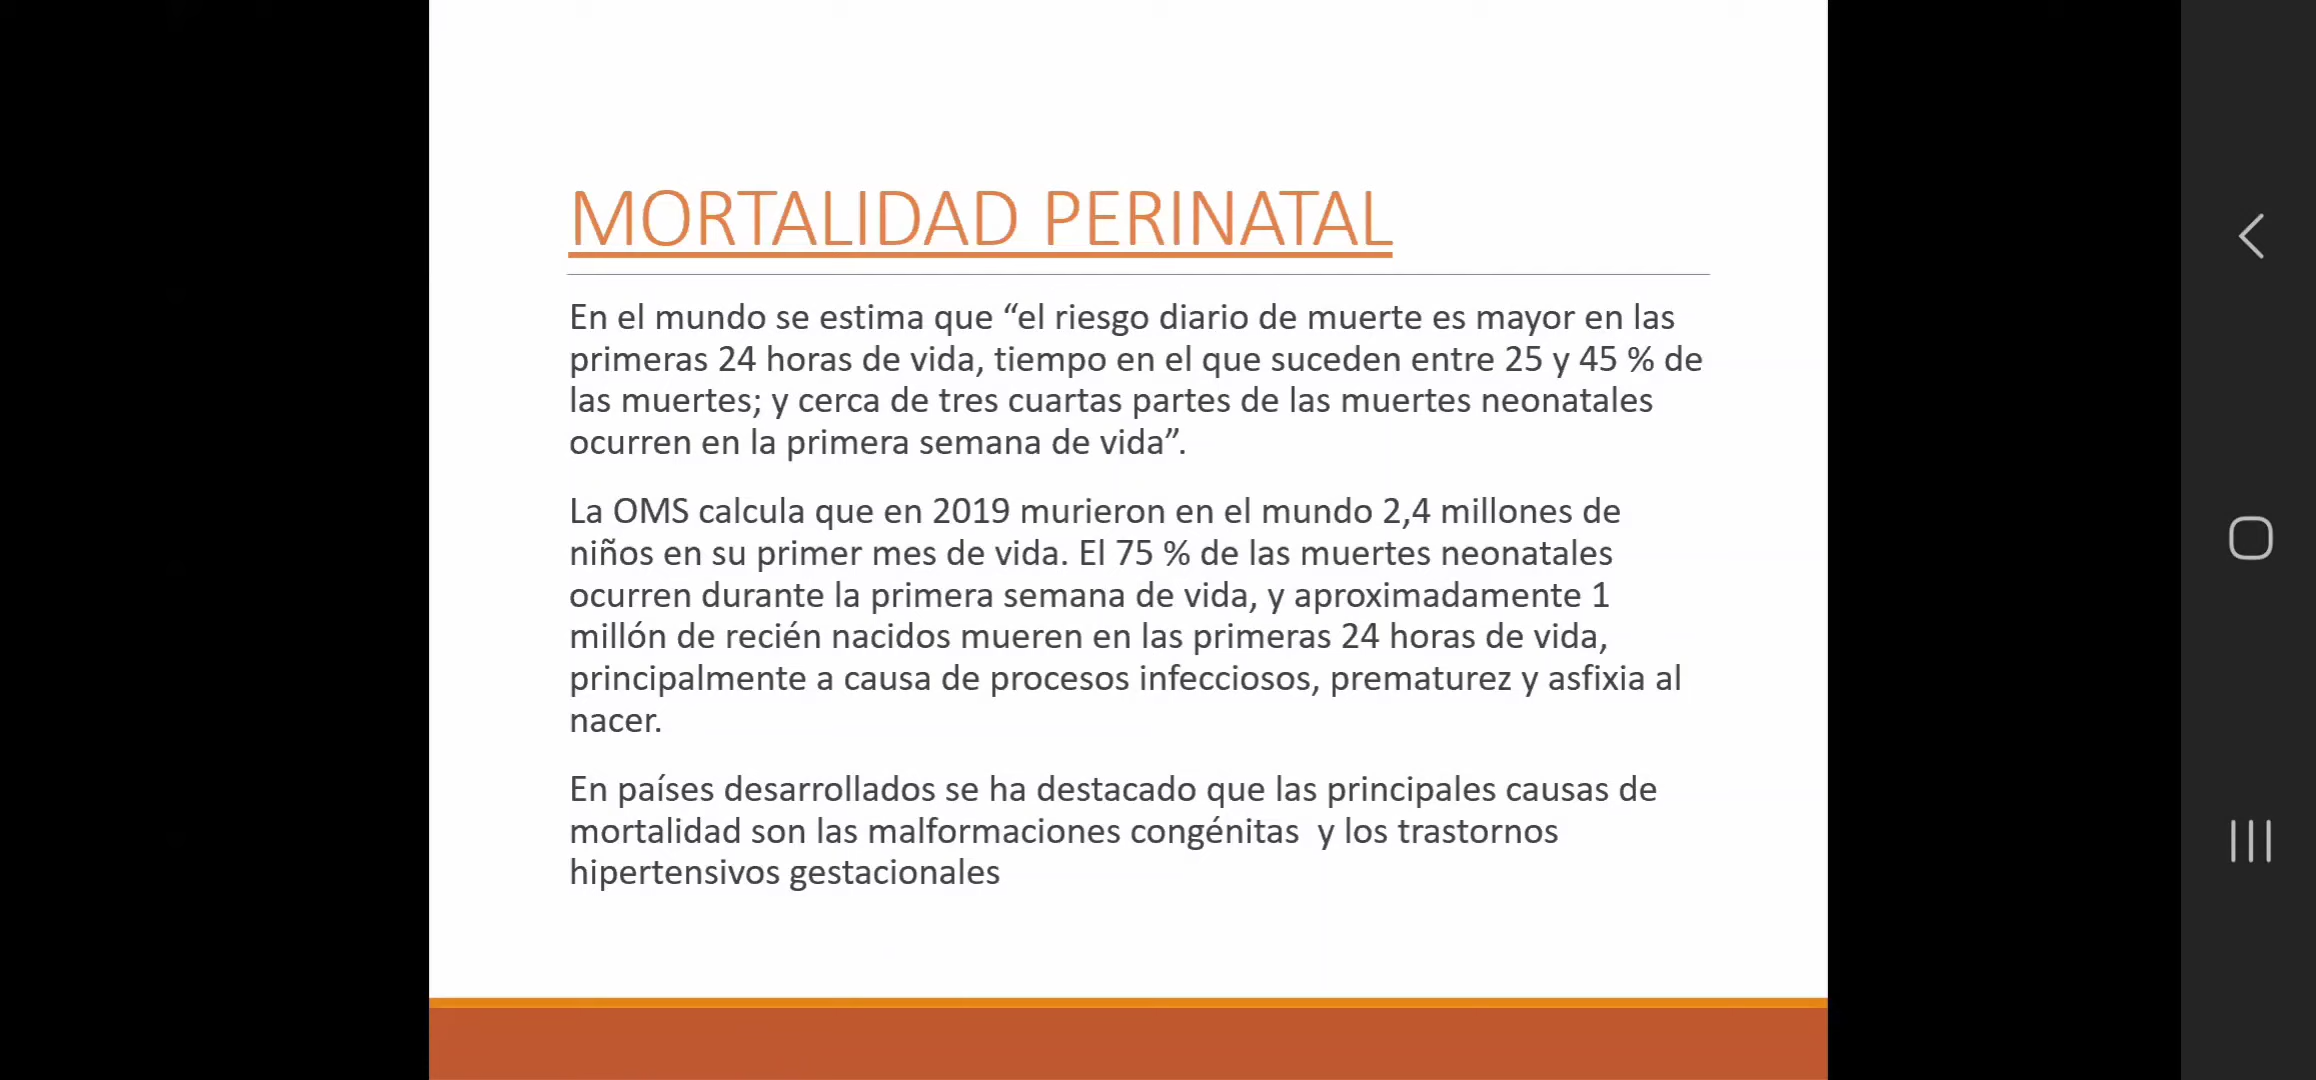 MORTALIDAD PERINATAL
En el mundo se estima que “el riesgo diario de muerte es mayor en las
primeras 24 horas de vida, tiempo en el que suceden entre 25 y 45 % de
las muertes; y cerca de tres cuartas partes de las muertes neonatales
ocurren en la primera semana de vida”.
La OMS calcula que en 2019 murieron en el mundo 2,4 millones de
niños en su primer mes de vida. El 75 % de las muertes neonatales
ocurren durante la primera semana de vida, y aproximadamente 1
millón de recién nacidos mueren en las primeras 24 horas de vida,
principalmente a causa de procesos infecciosos, prematurez y asfixia al
nacer.
En países desarrollados se ha destacado que las principales causas de
mortalidad son las malformaciones congénitas  y los trastornos
hipertensivos gestacionales